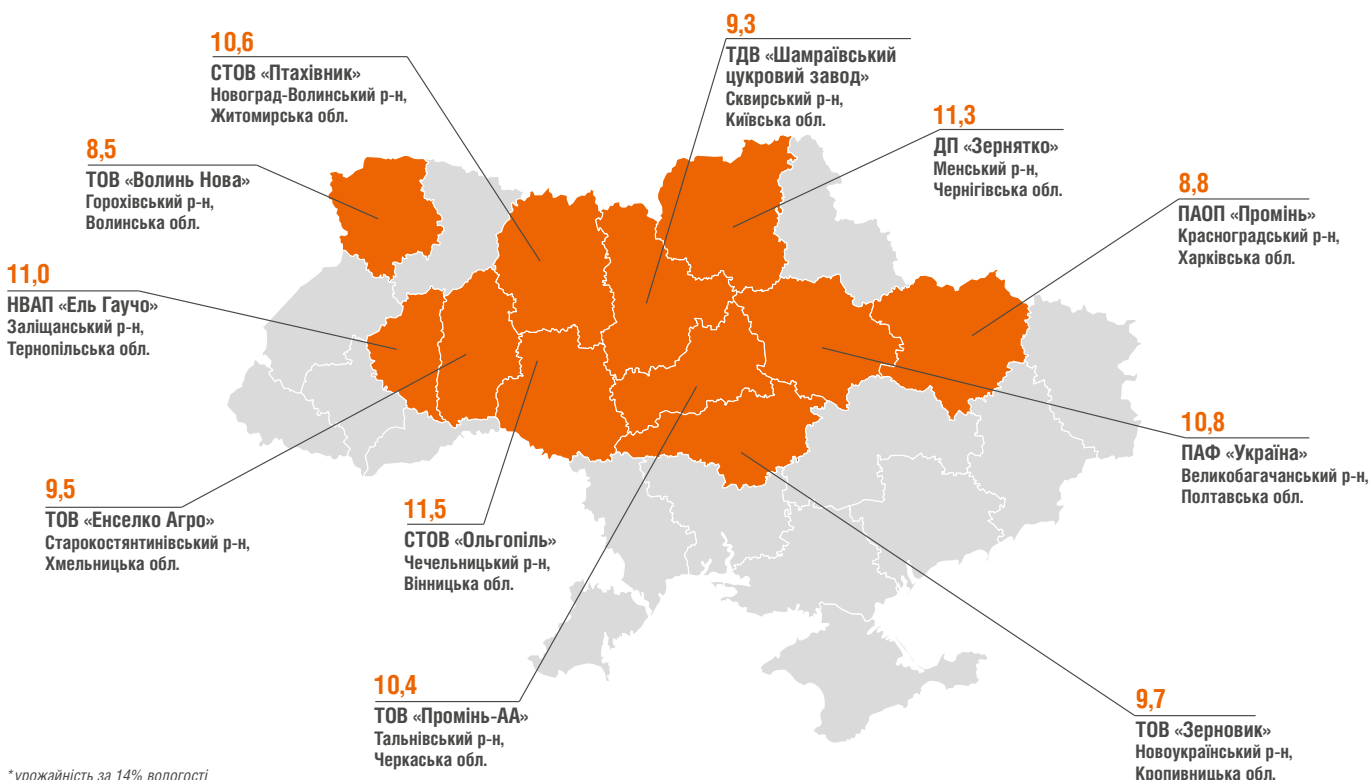 9,3
ТДВ «Шамраївський
цукровий завод»
Сквирський р-н,
Київська обл.
10,6
СТОВ «Птахівник»
Новоград-Волинський р-н,
Житомирська обл.
11,3
ДП «Зернятко»
Менський р-н,
Чернігівська обл.
8,5
ТОВ «Волинь Нова»
Горохівський р-н,
Волинська обл.
8,8
ПАОП «Промінь»
Красноградський р-н,
Харківська обл.
11,0
НВАП «Ель Гаучо»
Заліщанський р-н,
Тернопільська обл.
10,8
ПАФ «Україна»
Великобагачанський р-н,
Полтавська обл.
9,5
ТОВ «Енселко Агро»
Старокостянтинівський р-н,
Хмельницька обл.
11,5
СТОВ «Ольгопіль»
Чечельницький р-н,
Вінницька обл.
10,4
ТОВ «Промінь-АА»
Тальнівський р-н,
Черкаська обл.
9,7
ТОВ «Зерновик»
Новоукраїнський р-н,
Кропивницька обл.
*урожайність за 14% вологості